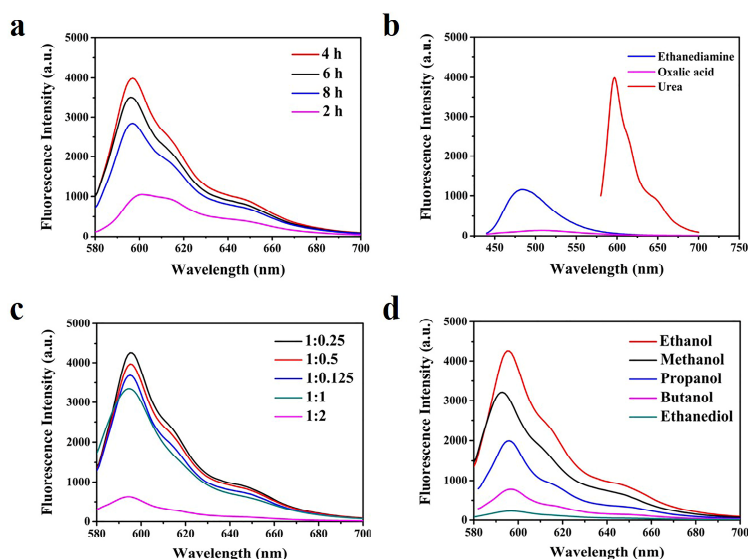 a
5000
4000
3000
2000
1000
0
Fluorescence Intensity (a.u.)
4 h
6 h
8 h
2 h
580 600 620 640 660 680 700
Wavelength (nm)
b
5000
4000
3000
2000
1000
0
Fluorescence Intensity (a.u.)
Ethanediamine
Oxalic acid
Urea
400 450 500 550 600 650 700 750
Wavelength (nm)
c
5000
4000
3000
2000
1000
0
Fluorescence Intensity (a.u.)
1:0.25
1:0.5
1:0.125
1:1
1:2
580 600 620 640 660 680 700
Wavelength (nm)
d
5000
4000
3000
2000
1000
0
Fluorescence Intensity (a.u.)
Ethanol
Methanol
Propanol
Butanol
Ethanediol
580 600 620 640 660 680 700
Wavelength (nm)